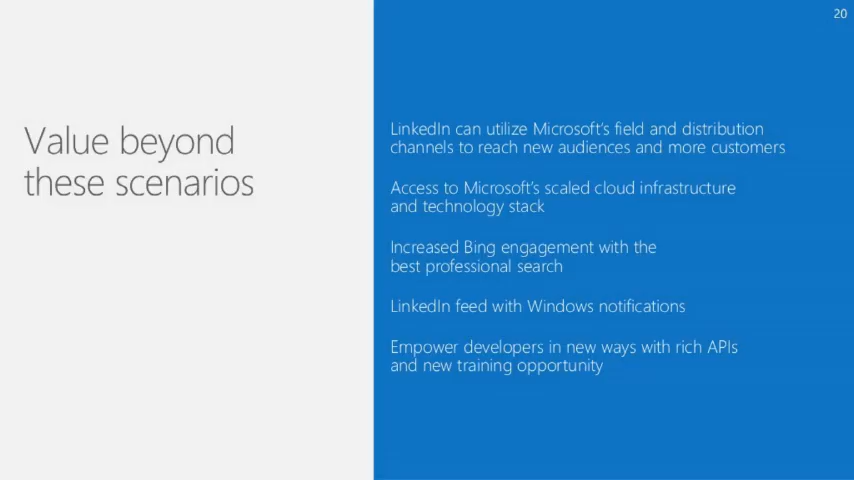 20
Value beyond
these scenarios
LinkedIn can utilize Microsoft's field and distribution
channels to reach new audiences and more customers
Access to Microsoft's scaled cloud infrastructure
and technology stack
Increased Bing engagement with the
best professional search
LinkedIn feed with Windows notifications
Empower developers in new ways with rich APIs
and new training opportunity